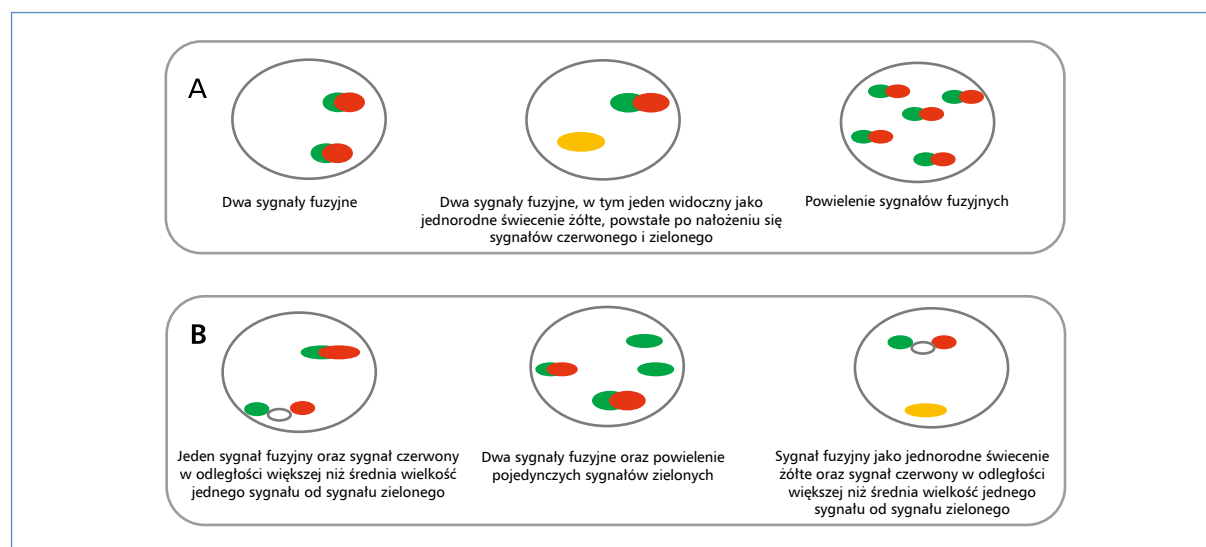 A
Dwa sygnały fuzyjne
Dwa sygnały fuzyjne, w tym jeden widoczny jako
jednorodne świecenie żółte, powstałe po nałożeniu się
sygnałów czerwonego i zielonego
Powielenie sygnałów fuzyjnych
B
Jeden sygnał fuzyjny oraz sygnał czerwony
w odległości większej niż średnia wielkość
jednego sygnału od sygnału zielonego
Dwa sygnały fuzyjne oraz powielenie
pojedynczych sygnałów zielonych
Sygnał fuzyjny jako jednorodne świecenie
żółte oraz sygnał czerwony w odległości
większej niż średnia wielkość jednego
sygnału od sygnału zielonego